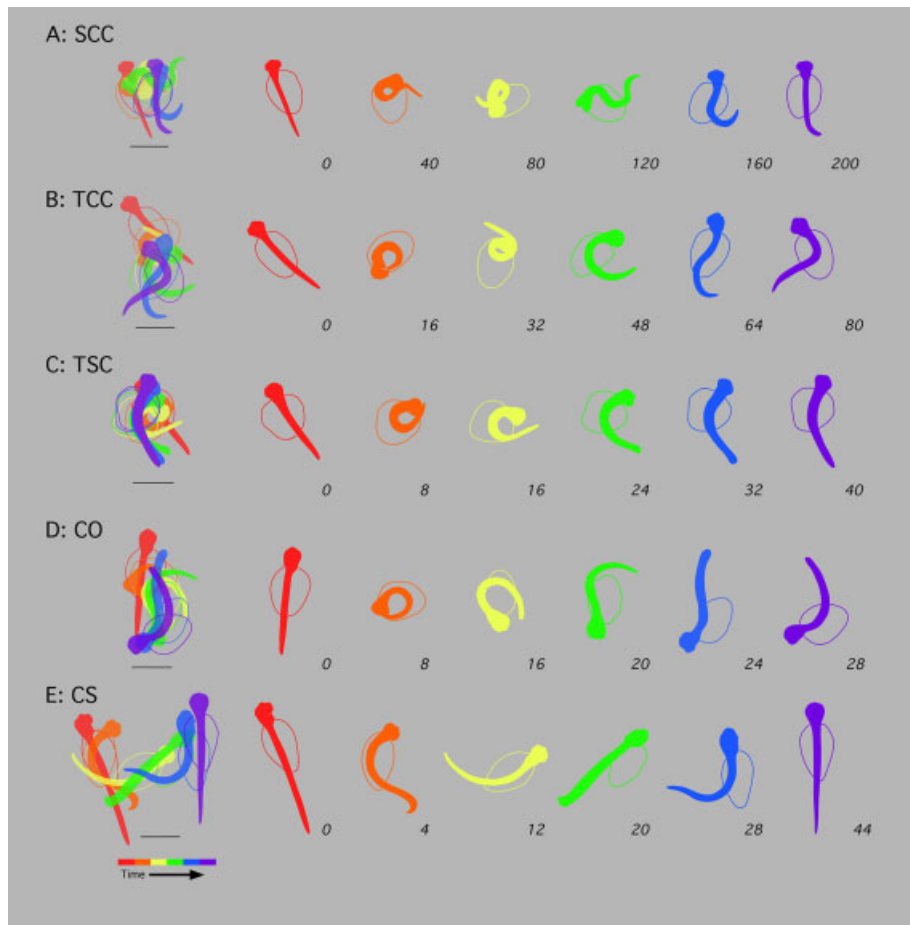 A: SCC
0 40 80 120 160 200
B: TCC
0 16 32 48 64 80
C: TSC
0 8 16 24 32 40
D: CO
0 8 16 20 24 28
E: CS
0 4 12 20 28 44
Time